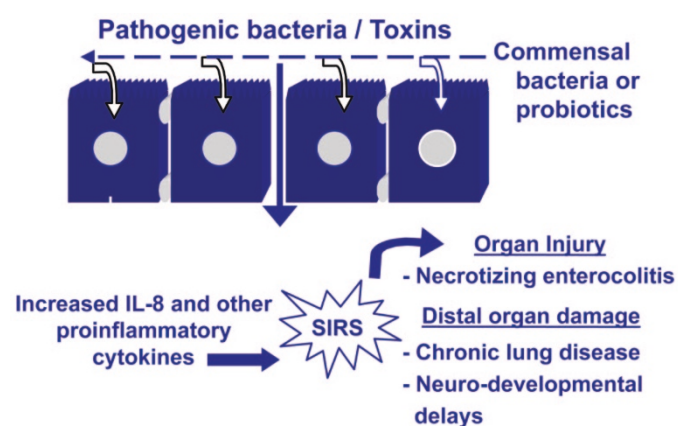 Pathogenic bacteria / Toxins
Commensal
bacteria or
probiotics
Increased IL-8 and other
proinflammatory
cytokines
SIRS
Organ Injury
- Necrotizing enterocolitis
Distal organ damage
- Chronic lung disease
- Neuro-developmental
delays